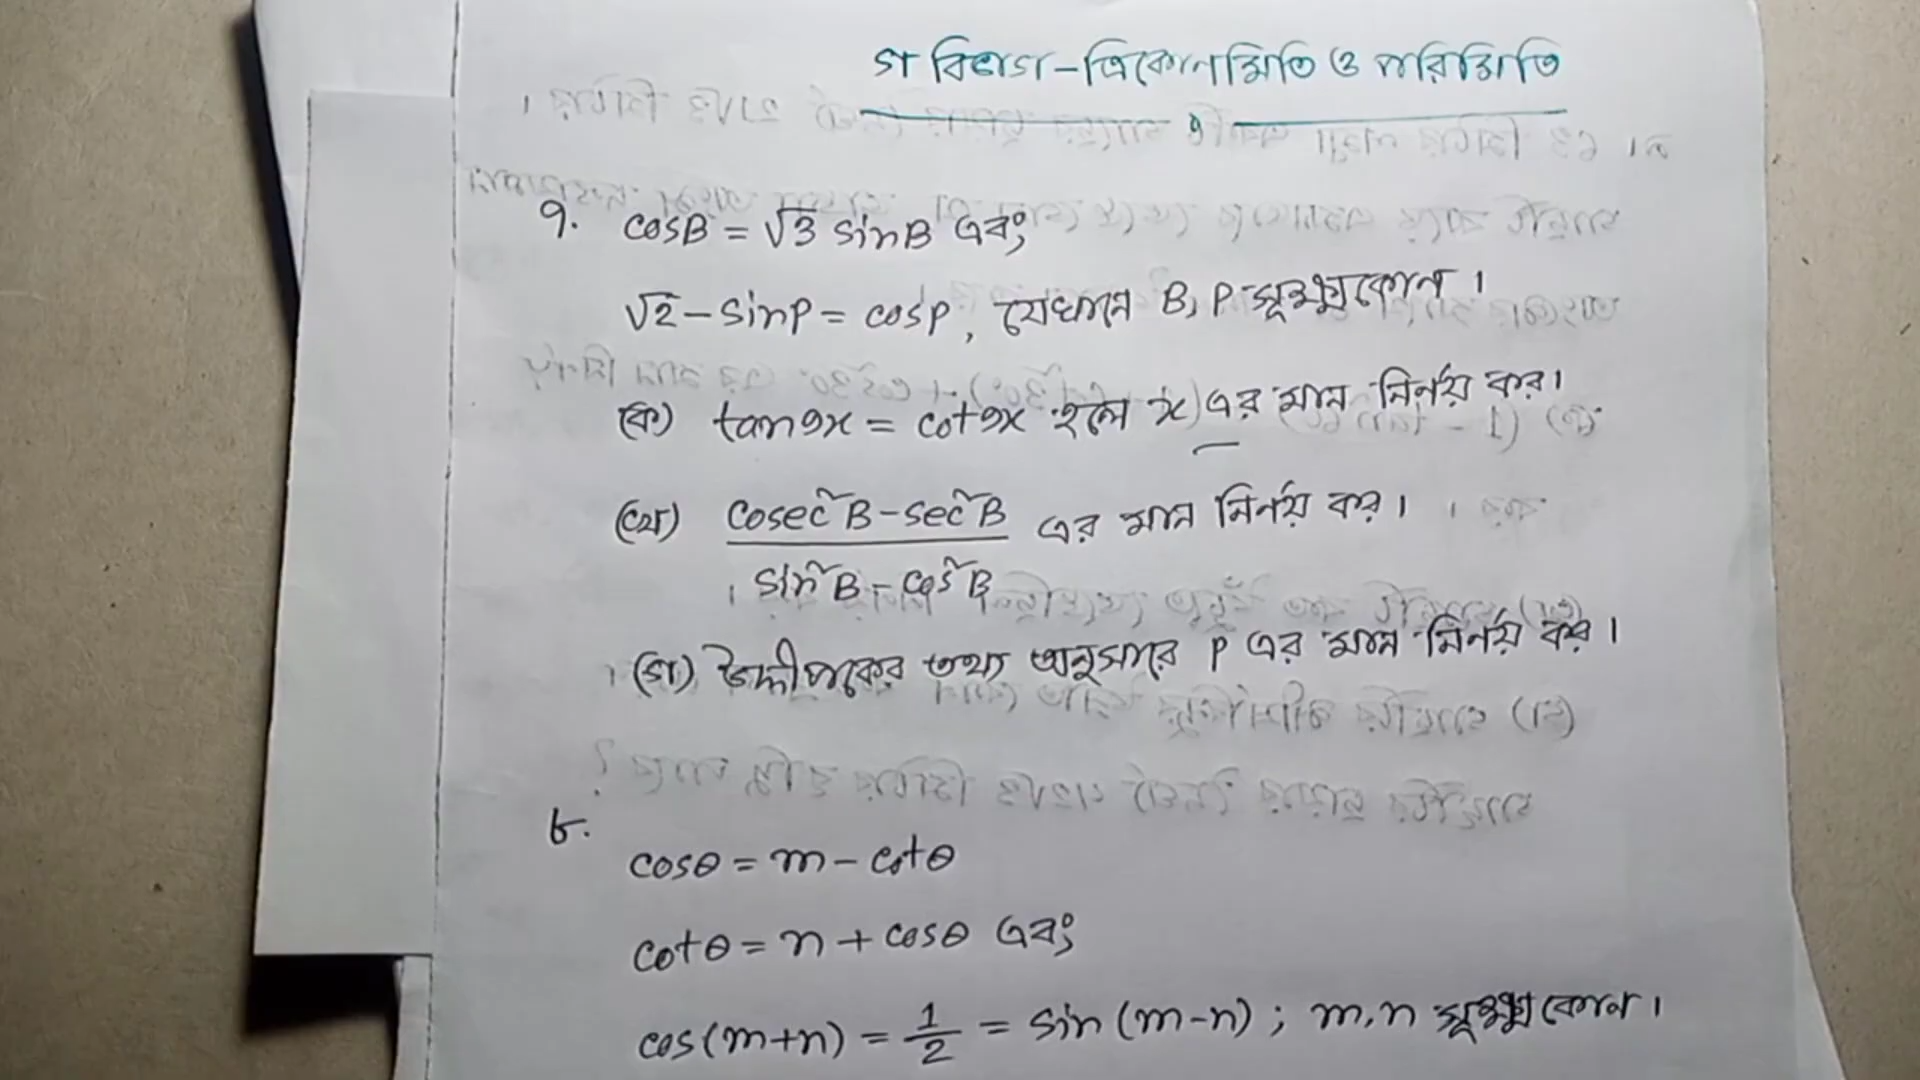 গ বিভাগ-ত্রিকোণমিতি ও পরিমিতি
৭. cosB = √3 sinB এবং
√2 - sinP = cosP, যেখানে B, P সূক্ষ্মকোণ ।
(ক) tan9x = cot9x হলে x এর মান নির্ণয় কর।
(খ) cosec²B - sec²B / sin²B - cos²B এর মান নির্ণয় কর ।
(গ) উদ্দীপকের তথ্য অনুসারে P এর মান নির্ণয় কর ।
৮.
cosθ = m - cotθ
cotθ = n + cosθ এবং
cos(m+n) = 1/2 = sin(m-n) ; m,n সূক্ষ্মকোণ ।